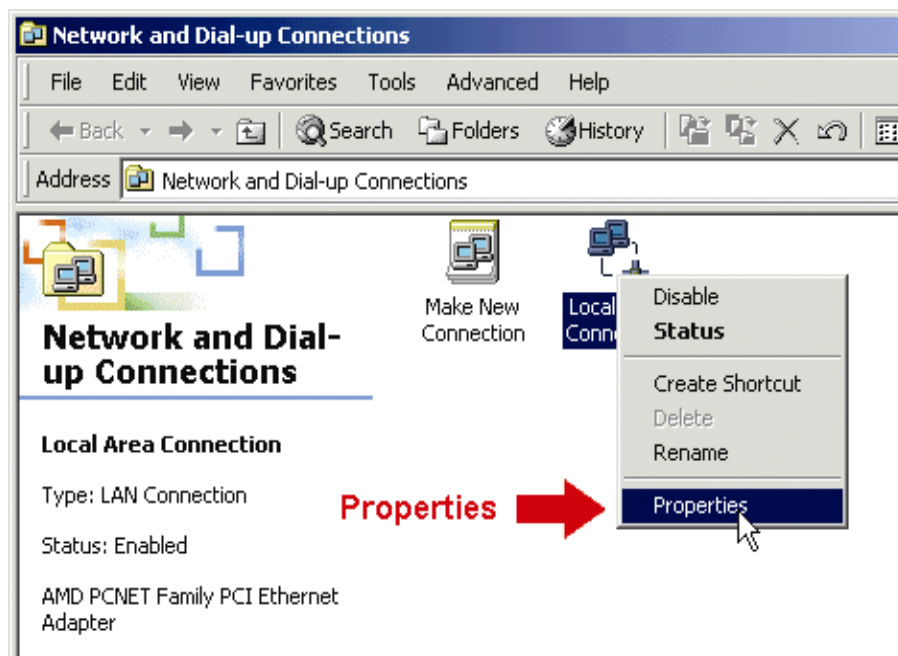 Network and Dial-up Connections
File Edit View Favorites Tools Advanced Help
Back Search Folders History
Address Network and Dial-up Connections
Make New
Connection
Local
Network and Dial-
up Connections
Local Area Connection
Type: LAN Connection
Status: Enabled
AMD PCNET Family PCI Ethernet
Adapter
Disable
Status
Create Shortcut
Delete
Rename
Properties
Properties